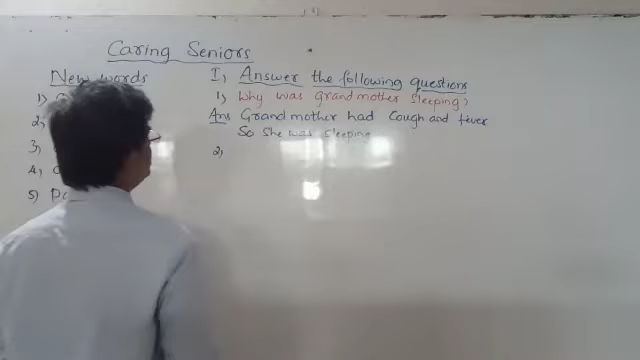 Caring Seniors
New words
1)
2)
3)
4)
5)
I, Answer the following questions
1) Why was Grandmother sleeping?
Ans Grandmother had Cough and fever
So She was sleeping
2)